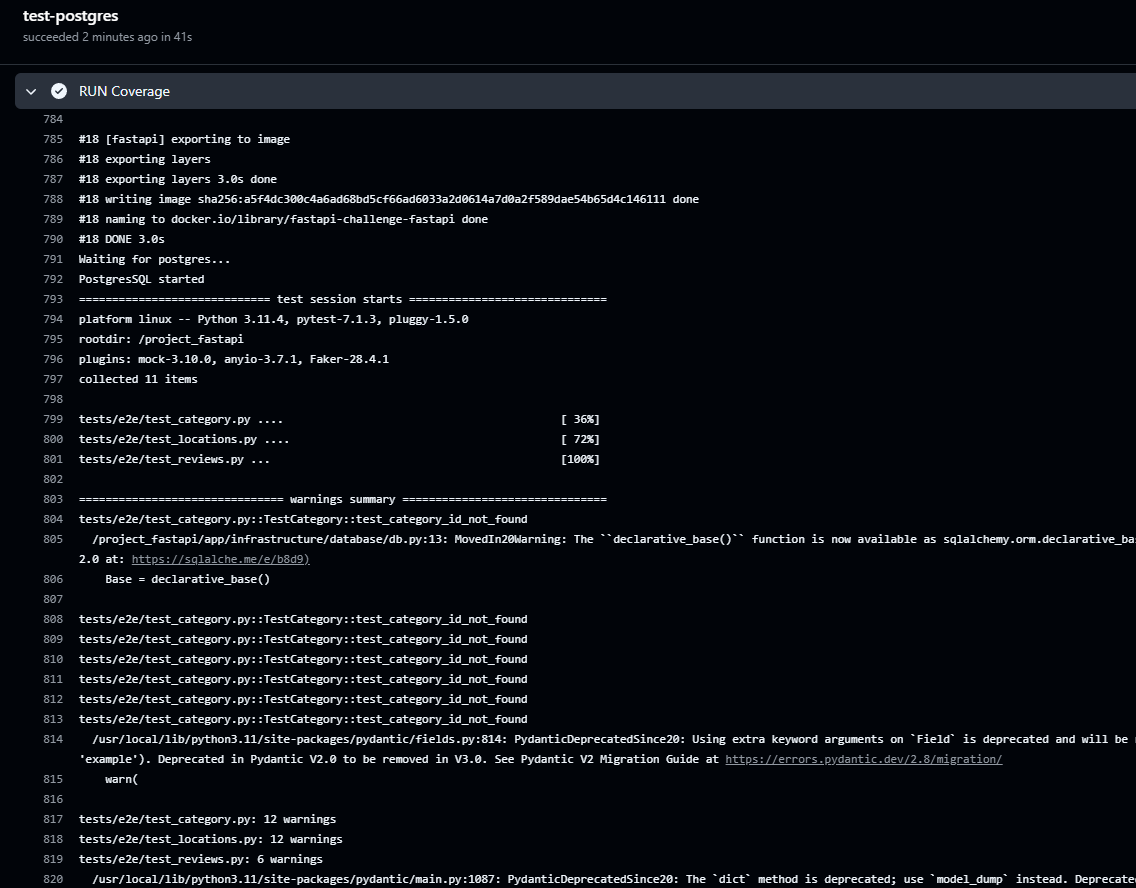 test-postgres
succeeded 2 minutes ago in 41s
RUN Coverage
784
785 #18 [fastapi] exporting to image
786 #18 exporting layers
787 #18 exporting layers 3.0s done
788 #18 writing image sha256:a5f4dc300c4a6ad68bd5cf66ad6033a2d0614a7d0a2f589dae54b65d4c146111 done
789 #18 naming to docker.io/library/fastapi-challenge-fastapi done
790 #18 DONE 3.0s
791 Waiting for postgres...
792 PostgresSQL started
793 ============================= test session starts ==============================
794 platform linux -- Python 3.11.4, pytest-7.1.3, pluggy-1.5.0
795 rootdir: /project_fastapi
796 plugins: mock-3.10.0, anyio-3.7.1, Faker-28.4.1
797 collected 11 items
798
799 tests/e2e/test_category.py .... [ 36%]
800 tests/e2e/test_locations.py .... [ 72%]
801 tests/e2e/test_reviews.py ... [100%]
802
803 =============================== warnings summary ===============================
804 tests/e2e/test_category.py::TestCategory::test_category_id_not_found
805 /project_fastapi/app/infrastructure/database/db.py:13: MovedIn20Warning: The ``declarative_base()`` function is now available as sqlalchemy.orm.declarative_bas
2.0 at: https://sqlalche.me/e/b8d9)
806 Base = declarative_base()
807
808 tests/e2e/test_category.py::TestCategory::test_category_id_not_found
809 tests/e2e/test_category.py::TestCategory::test_category_id_not_found
810 tests/e2e/test_category.py::TestCategory::test_category_id_not_found
811 tests/e2e/test_category.py::TestCategory::test_category_id_not_found
812 tests/e2e/test_category.py::TestCategory::test_category_id_not_found
813 tests/e2e/test_category.py::TestCategory::test_category_id_not_found
814 /usr/local/lib/python3.11/site-packages/pydantic/fields.py:814: PydanticDeprecatedSince20: Using extra keyword arguments on `Field` is deprecated and will be
'example'). Deprecated in Pydantic V2.0 to be removed in V3.0. See Pydantic V2 Migration Guide at https://errors.pydantic.dev/2.8/migration/
815 warn(
816
817 tests/e2e/test_category.py: 12 warnings
818 tests/e2e/test_locations.py: 12 warnings
819 tests/e2e/test_reviews.py: 6 warnings
820 /usr/local/lib/python3.11/site-packages/pydantic/main.py:1087: PydanticDeprecatedSince20: The `dict` method is deprecated; use `model_dump` instead. Deprecate